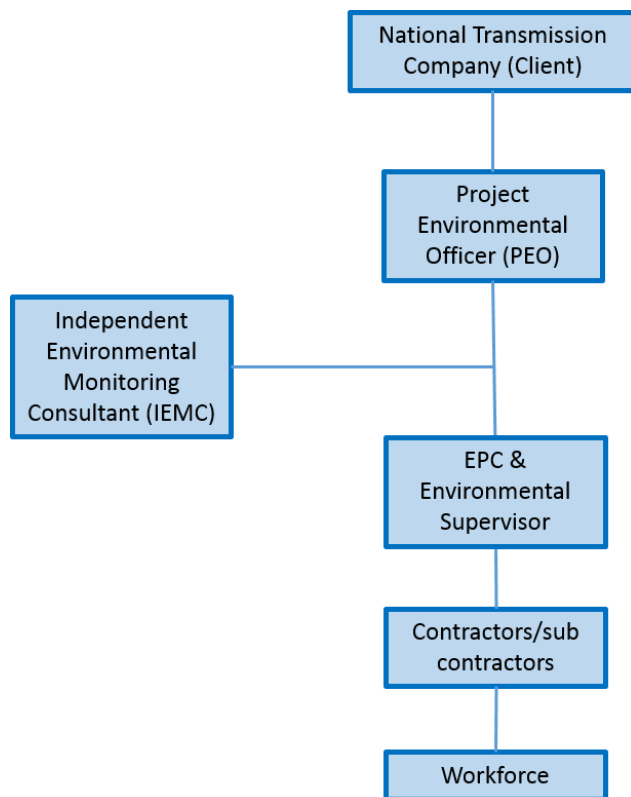 National Transmission
Company (Client)
Project
Environmental
Officer (PEO)
Independent
Environmental
Monitoring
Consultant (IEMC)
EPC &
Environmental
Supervisor
Contractors/sub
contractors
Workforce